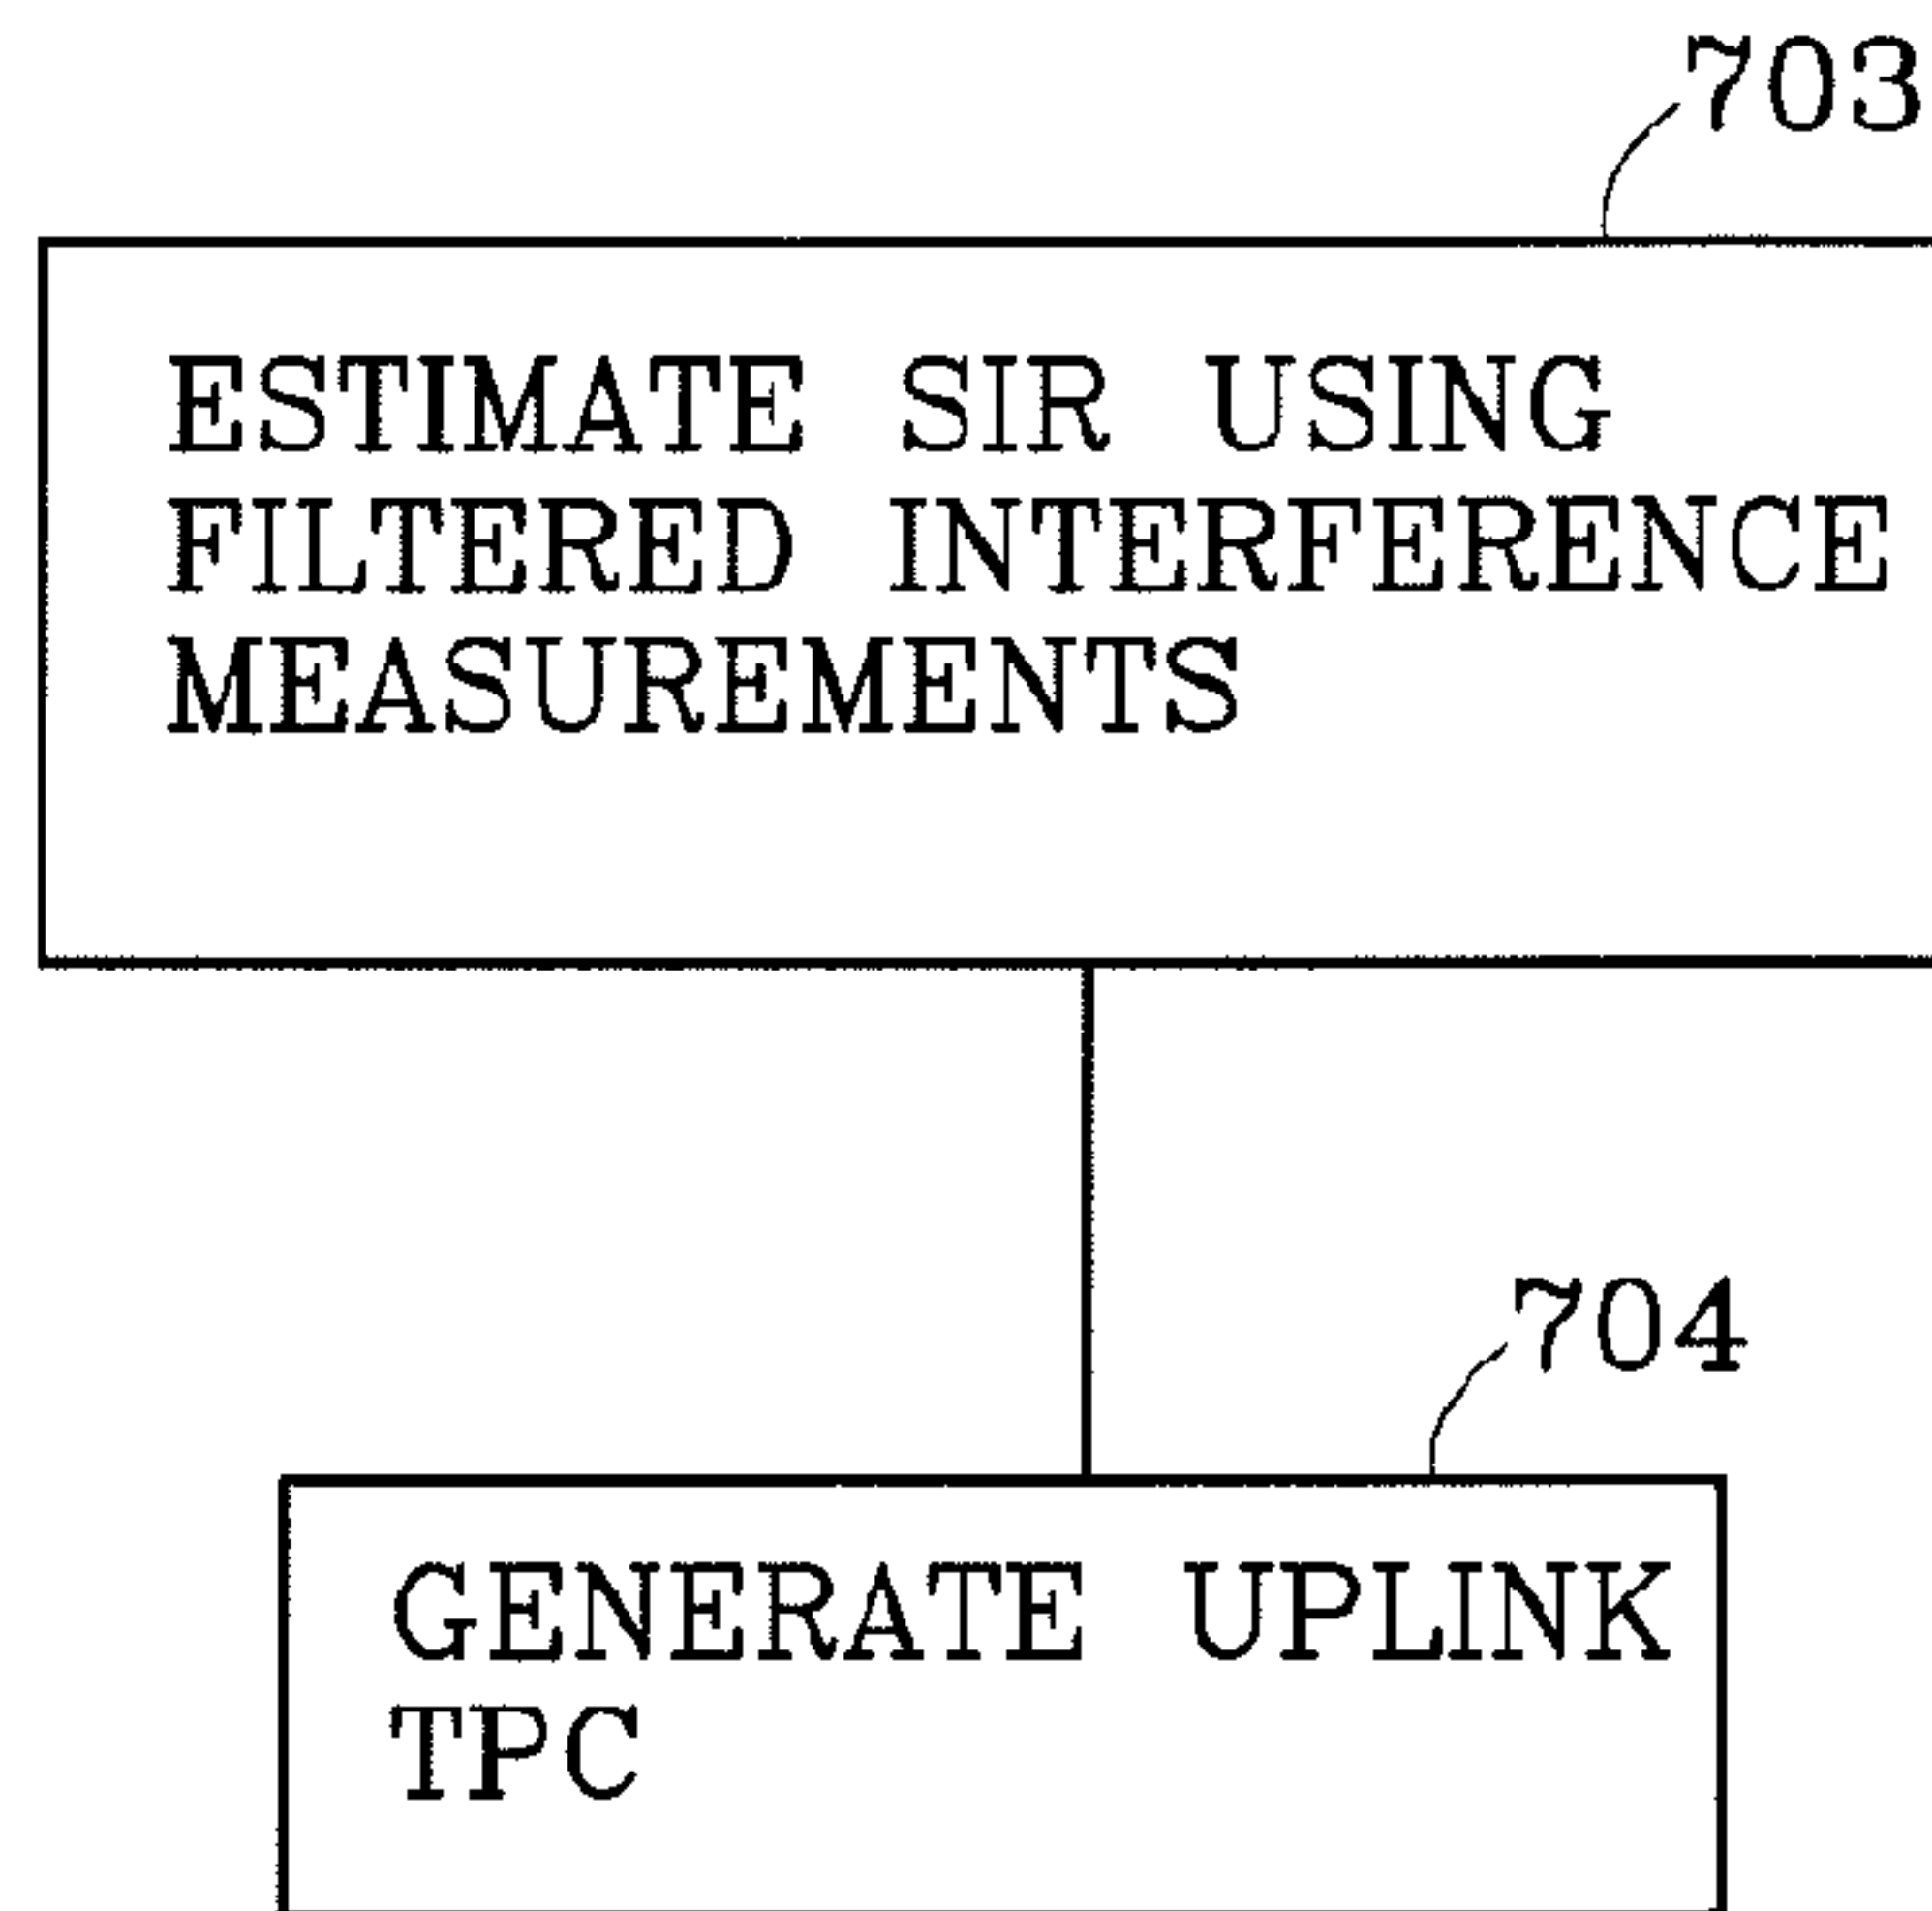 703
ESTIMATE SIR USING
FILTERED INTERFERENCE
MEASUREMENTS
704
GENERATE UPLINK
TPC